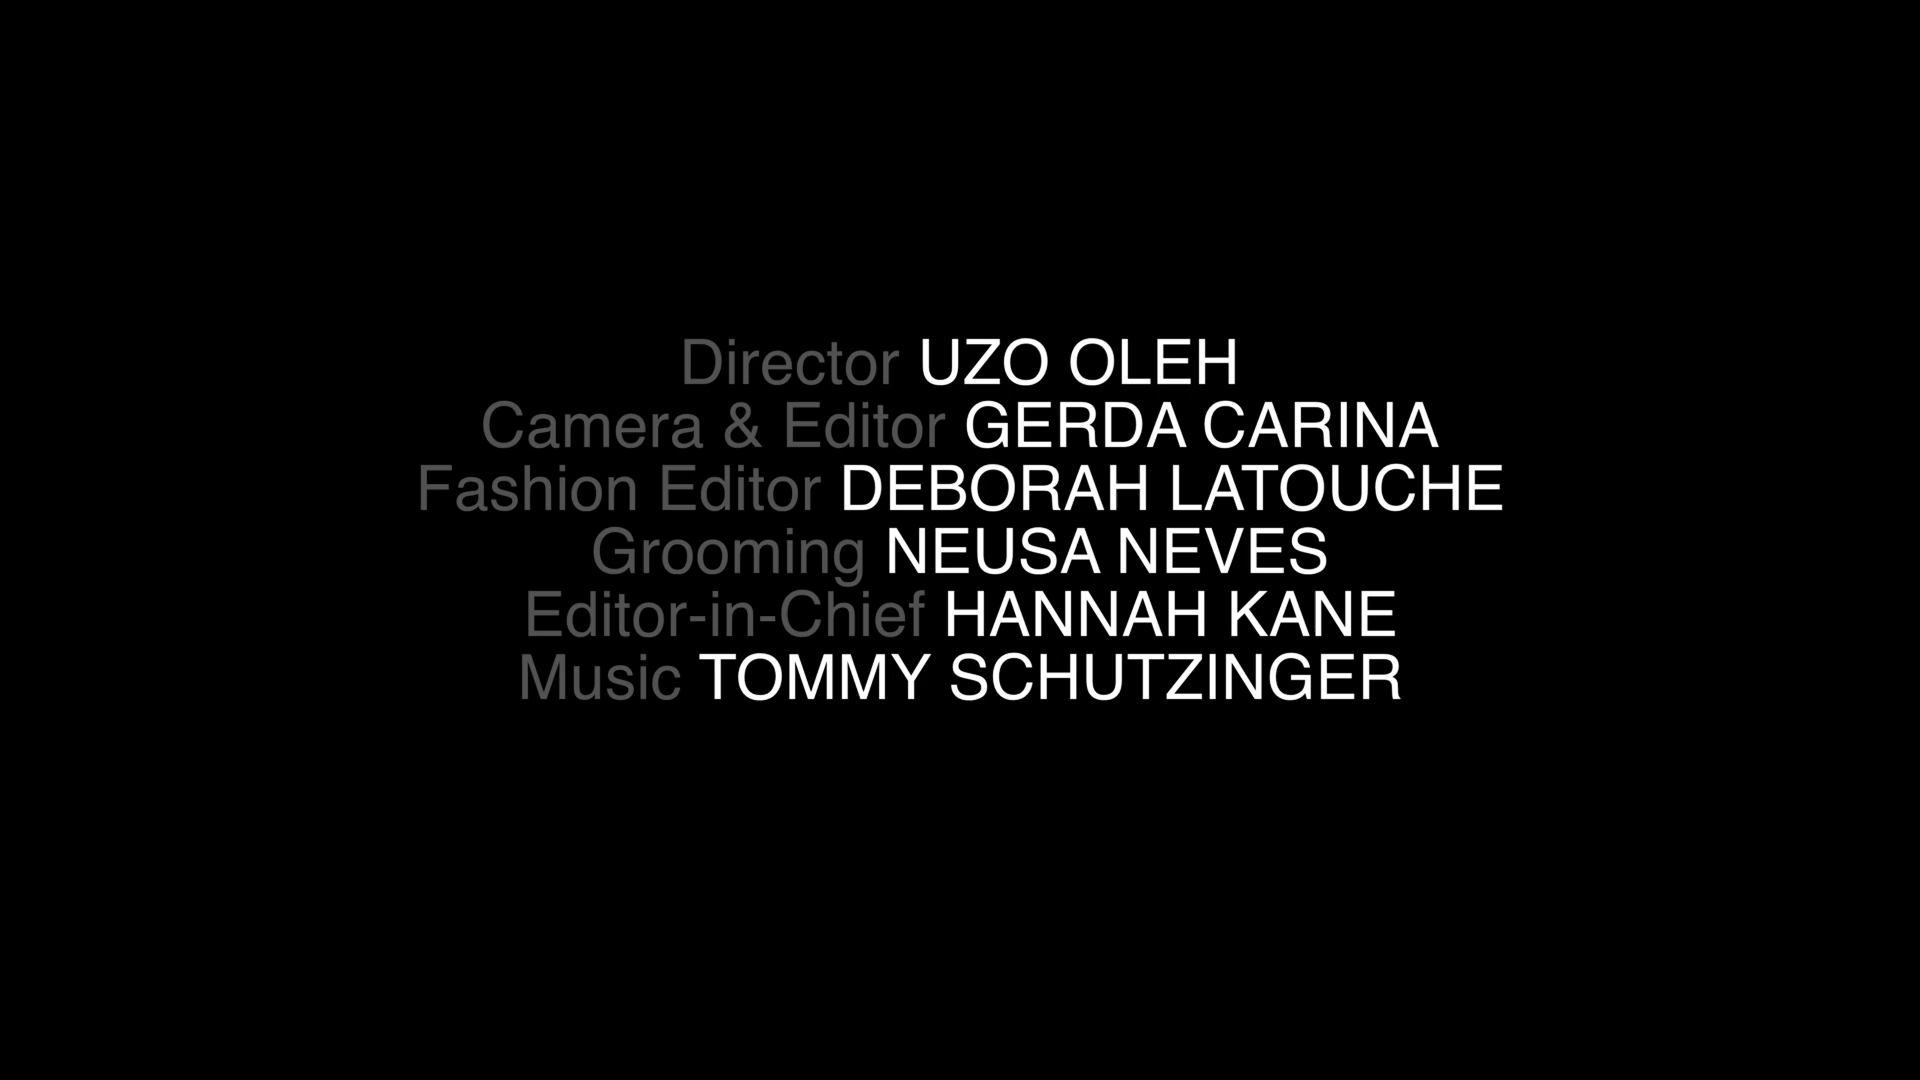 Director UZO OLEH
Camera & Editor GERDA CARINA
Fashion Editor DEBORAH LATOUCHE
Grooming NEUSA NEVES
Editor-in-Chief HANNAH KANE
Music TOMMY SCHUTZINGER